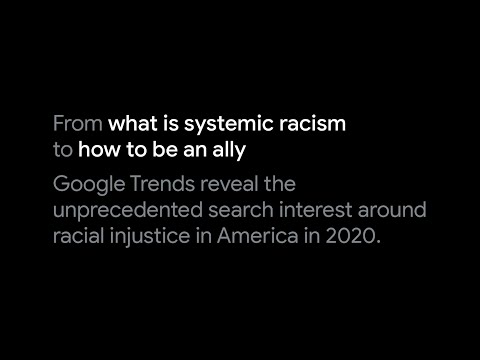 From what is systemic racism
to how to be an ally
Google Trends reveal the
unprecedented search interest around
racial injustice in America in 2020.